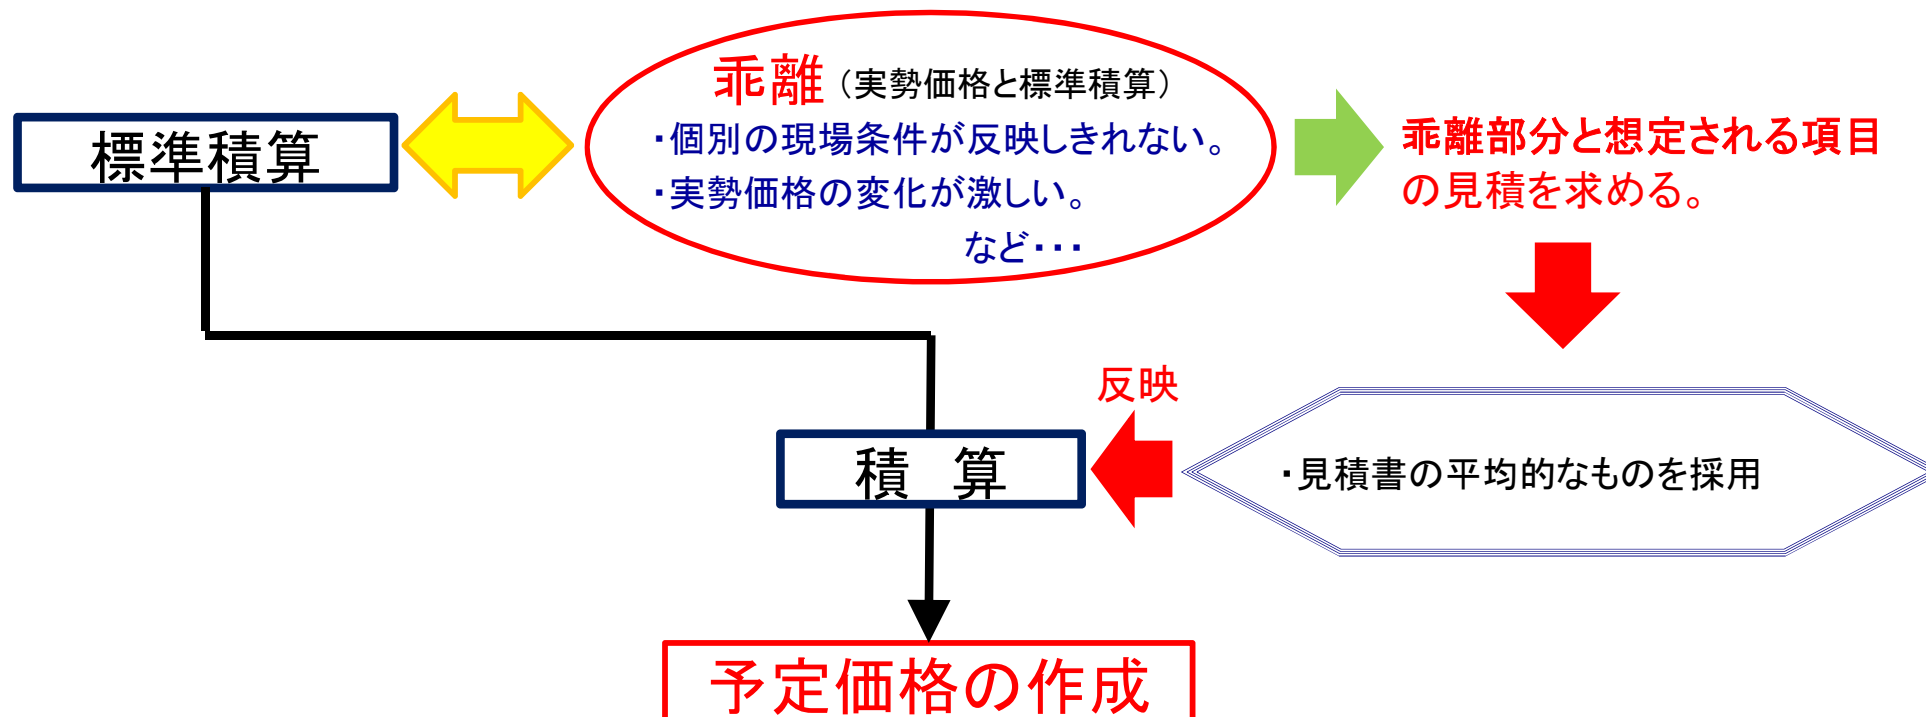 乖離（実勢価格と標準積算）
・個別の現場条件が反映しきれない。
・実勢価格の変化が激しい。
など・・・
標準積算
乖離部分と想定される項目
の見積を求める。
反映
積　算
・見積書の平均的なものを採用
予定価格の作成